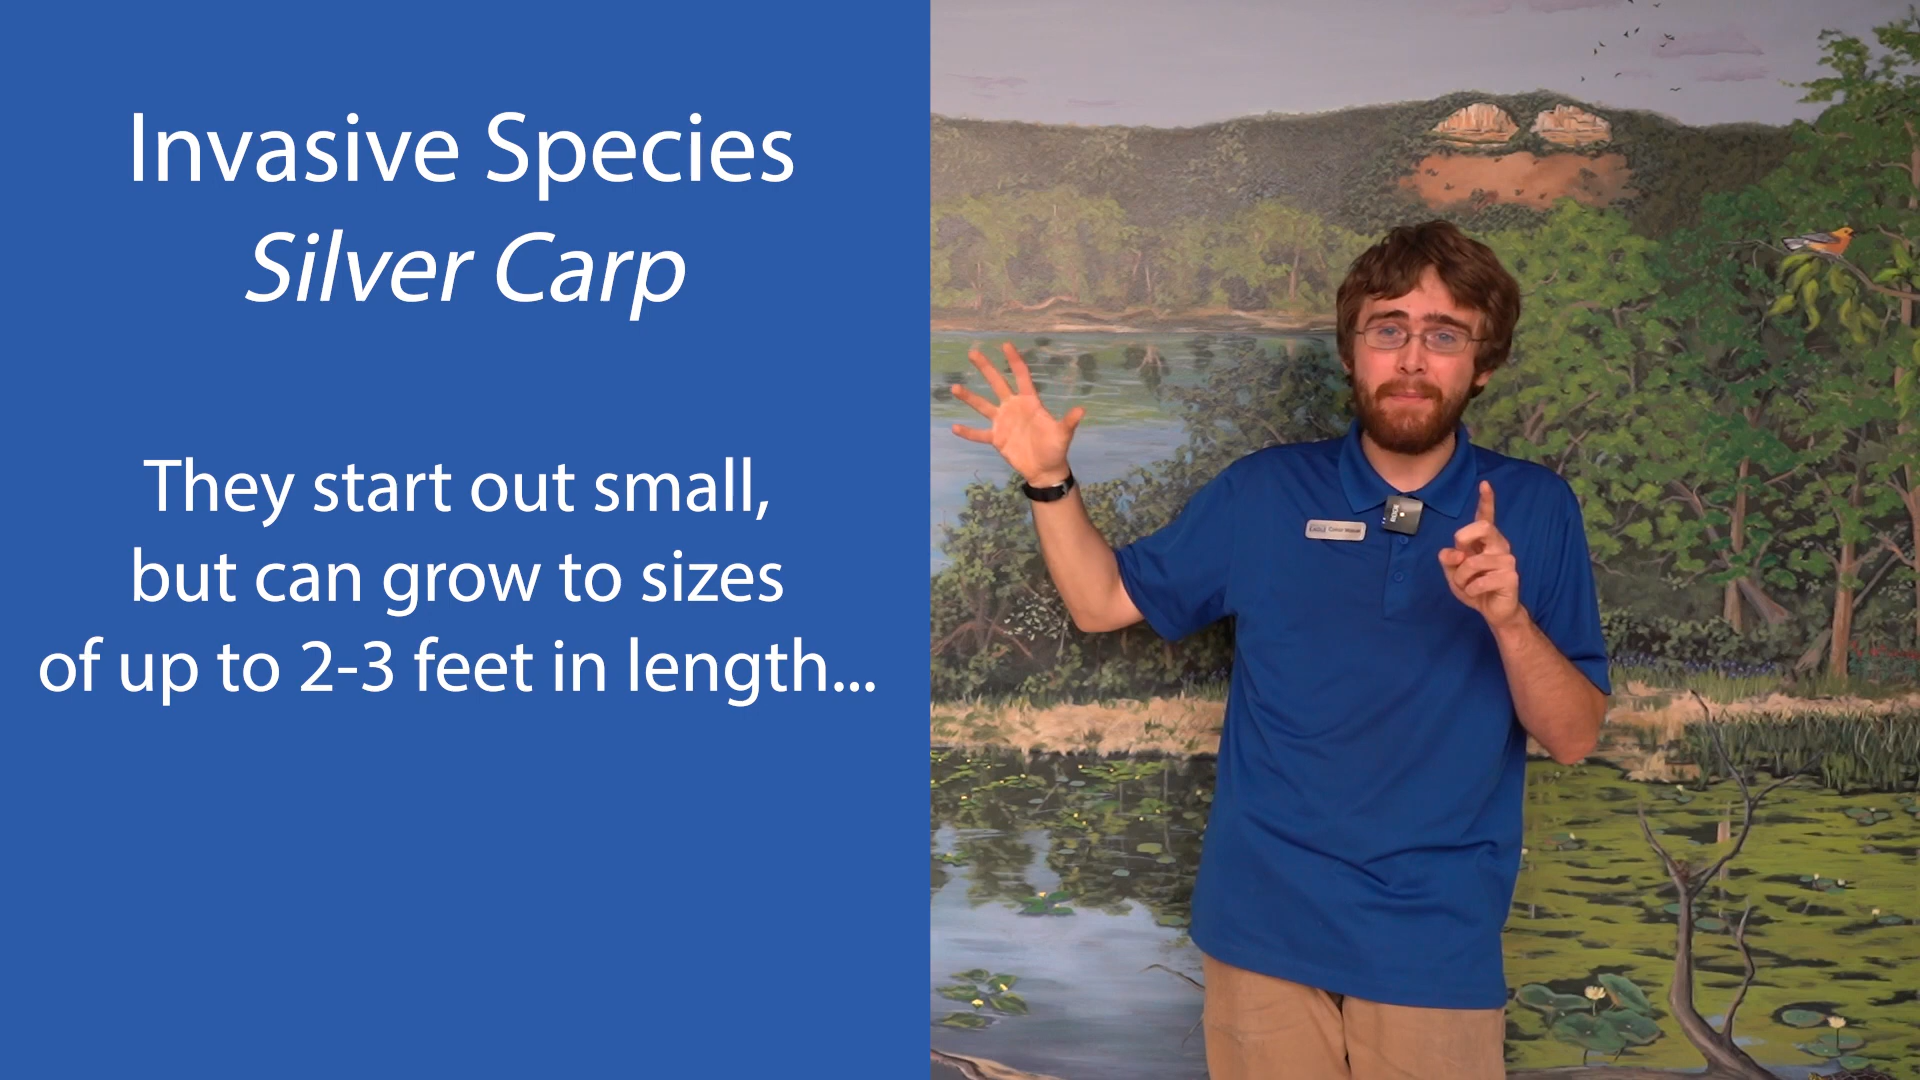 Invasive Species
Silver Carp
They start out small,
but can grow to sizes
of up to 2-3 feet in length...